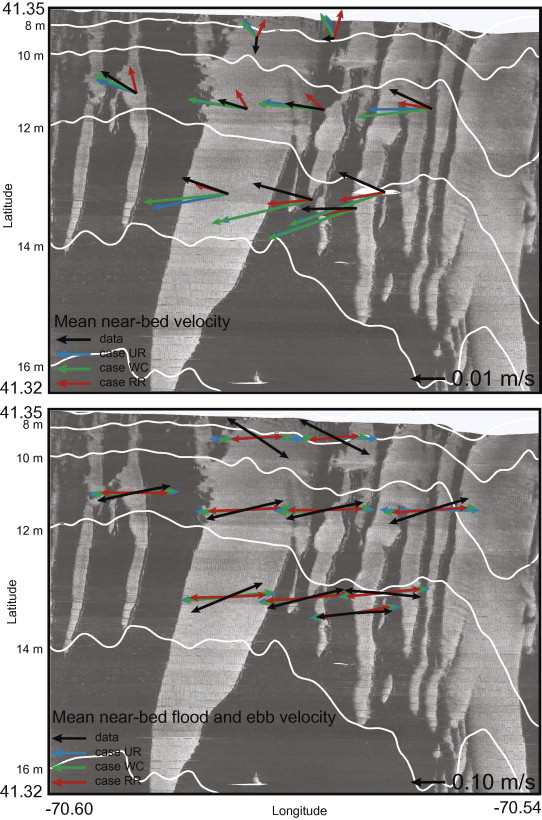 41.35
8 m
10 m
12 m
Latitude
14 m
Mean near-bed velocity
data
case UR
case WC
case RR
16 m
0.01 m/s
41.32
41.35
8 m
10 m
12 m
Latitude
14 m
Mean near-bed flood and ebb velocity
data
case UR
case WC
case RR
16 m
0.10 m/s
41.32
-70.60 Longitude -70.54